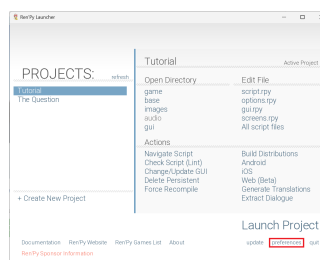 Ren'Py Launcher
PROJECTS:
refresh
Tutorial
The Question
+ Create New Project
Tutorial
Active Project
Open Directory
game
base
images
audio
gui
Edit File
script.rpy
options.rpy
gui.rpy
screens.rpy
All script files
Actions
Navigate Script
Check Script (Lint)
Change/Update GUI
Delete Persistent
Force Recompile
Build Distributions
Android
iOS
Web (Beta)
Generate Translations
Extract Dialogue
Launch Project
Documentation Ren'Py Website Ren'Py Games List About
update preferences quit
Ren'Py Sponsor Information